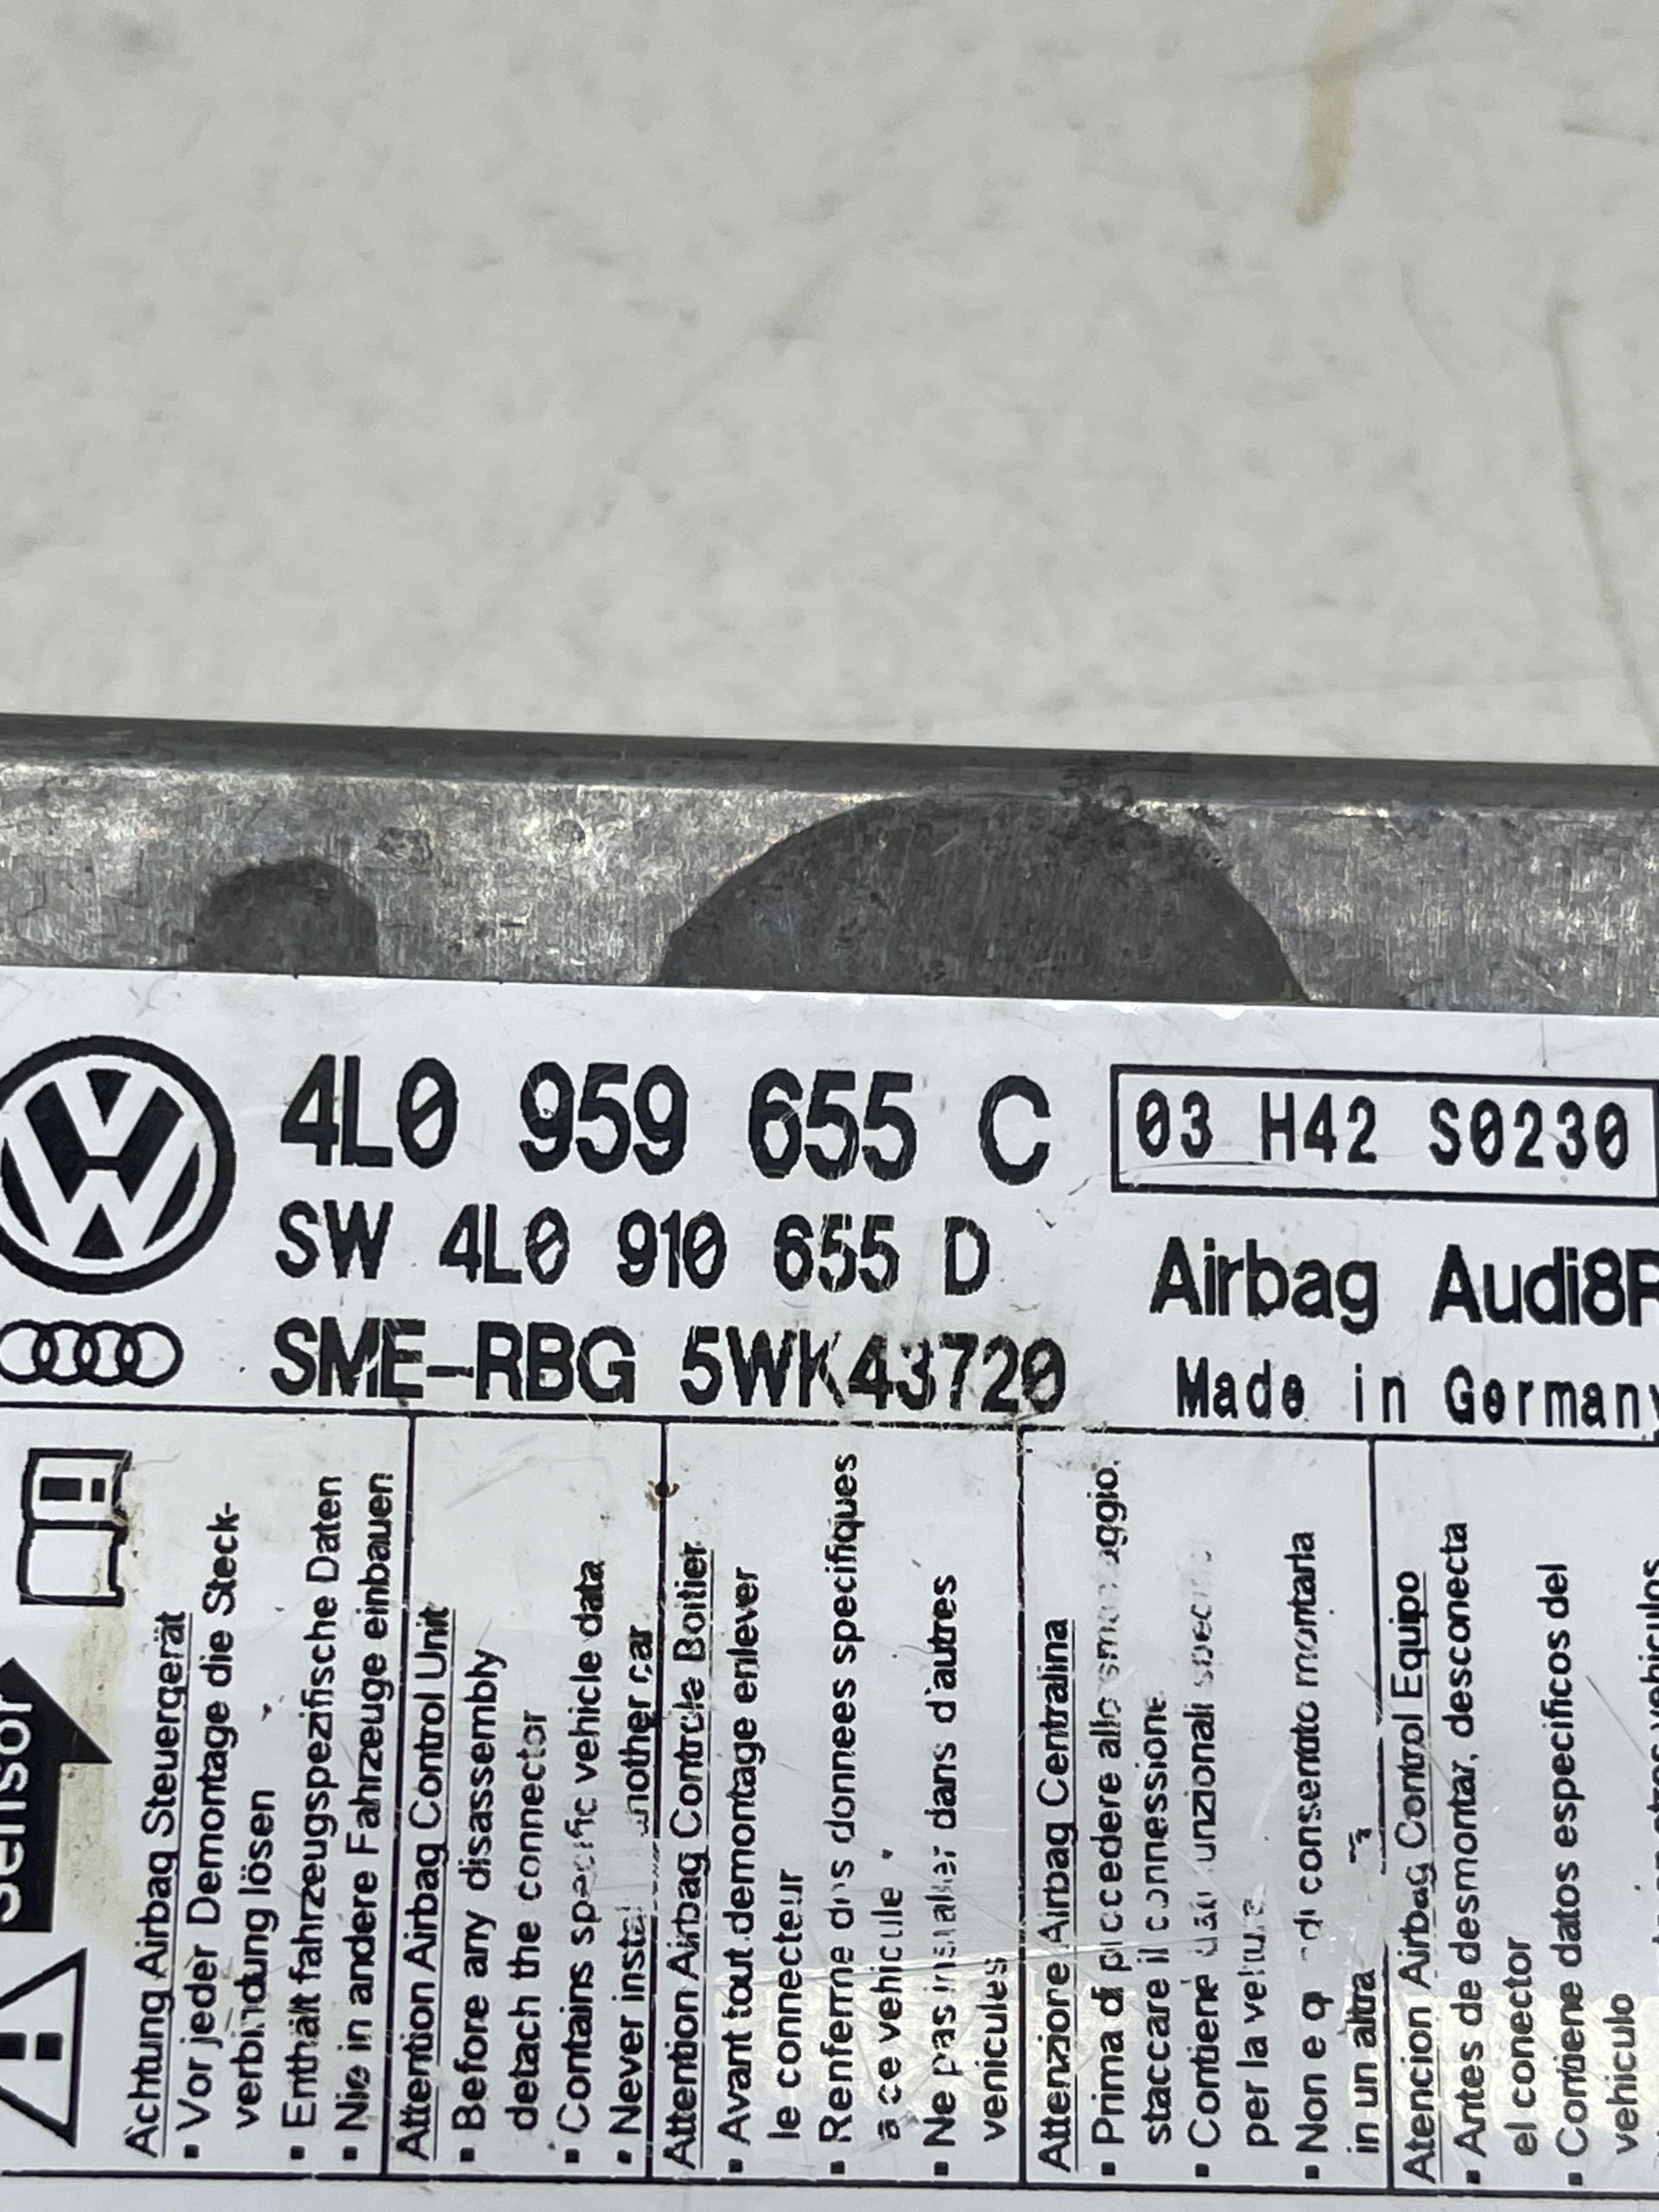 4L0 959 655 C
03 H42 S0230
SW 4L0 910 655 D
Airbag Audi8R
SME-RBG 5WK43720
Made in Germany
Sensor
Achtung Airbag Steuergerät
• Vor jeder Demontage die Steck-
verbindung lösen
• Enthält fahrzeugspezifische Daten
• Nie in andere Fahrzeuge einbauen
Attention Airbag Control Unit
• Before any disassembly
detach the connector
• Contains specific vehicle data
• Never install another car
Attention Airbag Controle Boitier
• Avant tout demontage enlever
le connecteur
• Renferme dns donnees specifiques
a ce vehicule
• Ne pas installer dans d'autres
vehicules
Attenzione Airbag Centralina
• Prima di procedere allo smontaggio,
staccare il connessione
• Contiene funzionali
per la vettura
• Non e consentito montarla
in un altra
Atencion Airbag Control Equipo
• Antes de desmontar, desconecta
el conector
• Contiene datos especificos del
vehiculo
vehiculos